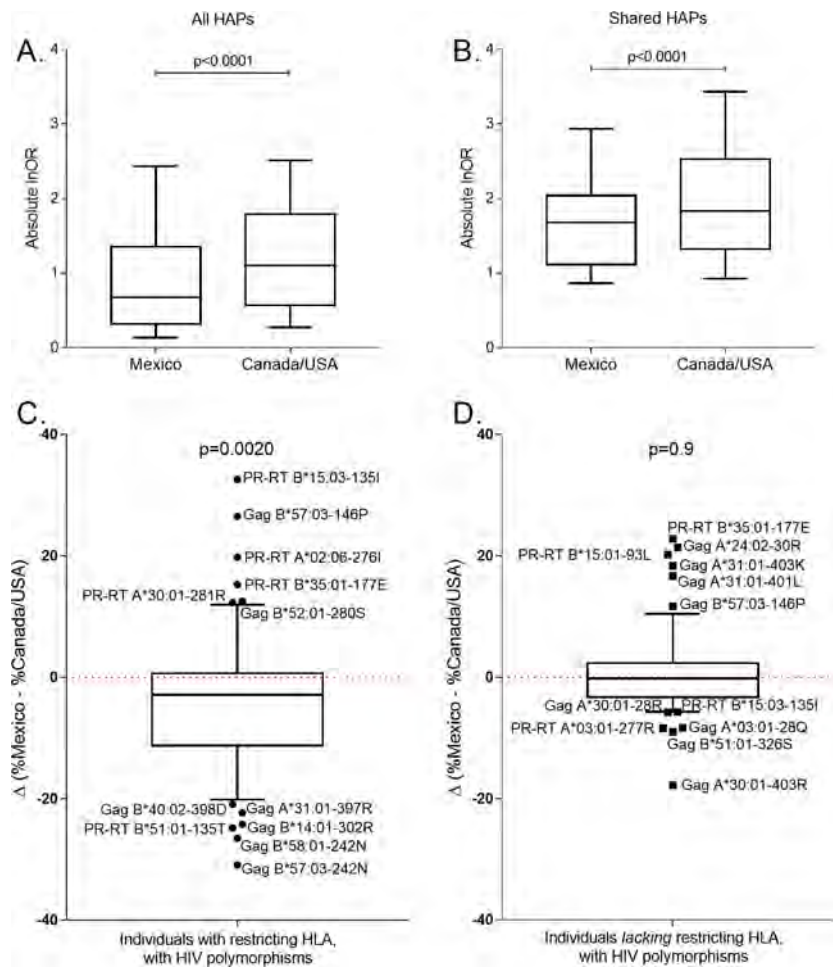 All HAPs
A.
4
3
2
1
0
Absolute lnOR
p<0.0001
Mexico
Canada/USA
Shared HAPs
B.
4
3
2
1
0
Absolute lnOR
p<0.0001
Mexico
Canada/USA
C.
40
20
0
-20
-40
Δ (%Mexico - %Canada/USA)
p=0.0020
PR-RT B*15:03-135I
Gag B*57:03-146P
PR-RT A*02:06-276I
PR-RT B*35:01-177E
PR-RT A*30:01-281R
Gag B*52:01-280S
Gag B*40:02-398D
Gag A*31:01-397R
PR-RT B*51:01-135T
Gag B*14:01-302R
Gag B*58:01-242N
Gag B*57:03-242N
Individuals with restricting HLA,
with HIV polymorphisms
D.
40
20
0
-20
-40
Δ (%Mexico - %Canada/USA)
p=0.9
PR-RT B*35:01-177E
Gag A*24:02-30R
PR-RT B*15:01-93L
Gag A*31:01-403K
Gag A*31:01-401L
Gag B*57:03-146P
Gag A*30:01-28R
PR-RT B*15:03-135I
PR-RT A*03:01-277R
Gag A*03:01-28Q
Gag B*51:01-326S
Gag A*30:01-403R
Individuals lacking restricting HLA,
with HIV polymorphisms